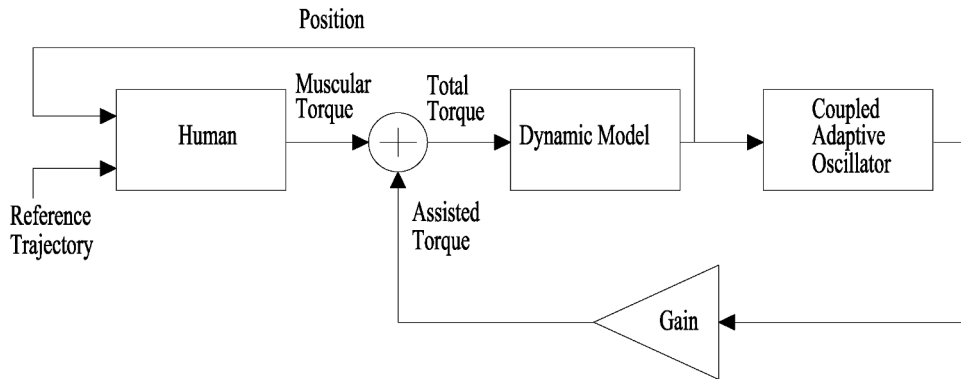 Position
Muscular
Torque
Total
Torque
Human
Dynamic Model
Coupled
Adaptive
Oscillator
Reference
Trajectory
Assisted
Torque
Gain